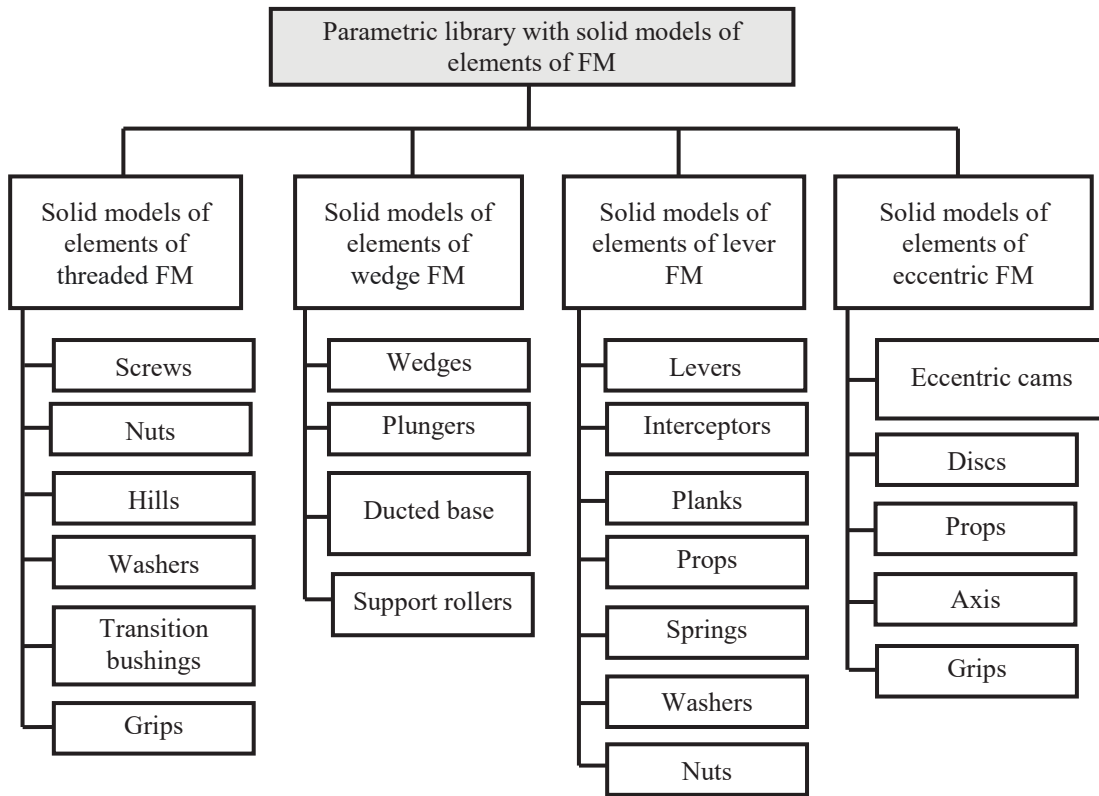 Parametric library with solid models of
elements of FM
Solid models of
elements of
threaded FM
Screws
Nuts
Hills
Washers
Transition
bushings
Grips
Solid models of
elements of
wedge FM
Wedges
Plungers
Ducted base
Support rollers
Solid models of
elements of lever
FM
Levers
Interceptors
Planks
Props
Springs
Washers
Nuts
Solid models of
elements of
eccentric FM
Eccentric cams
Discs
Props
Axis
Grips